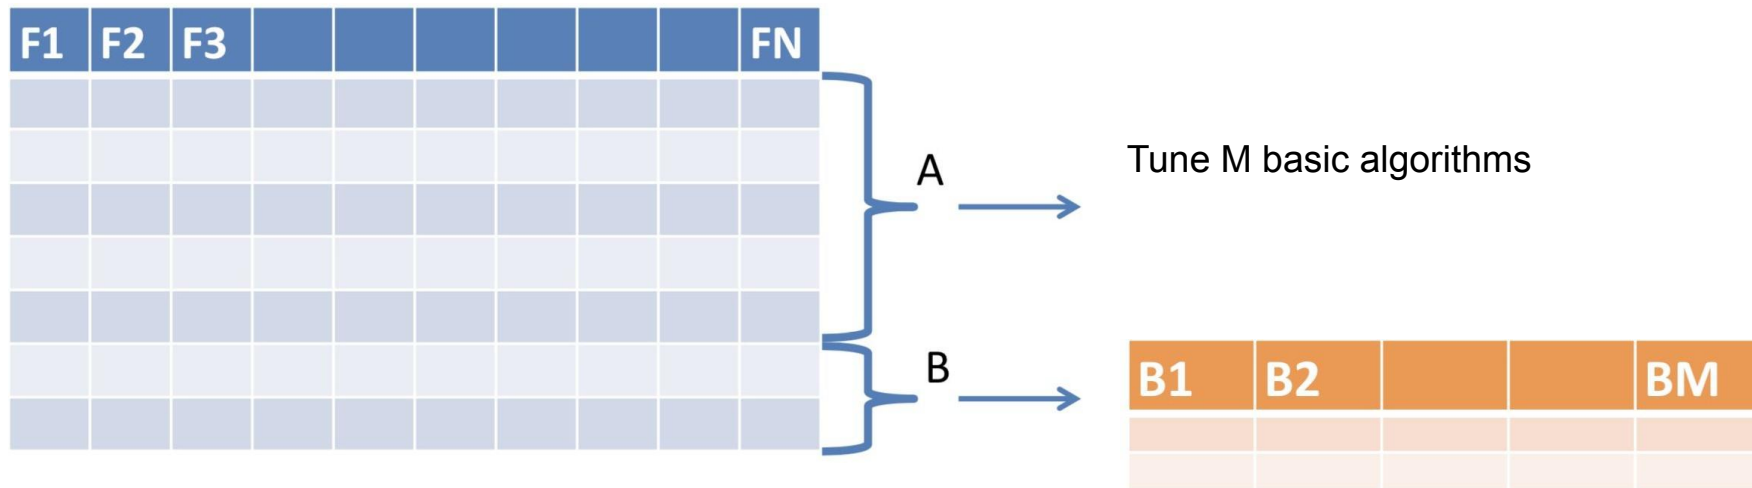 F1 F2 F3 FN
A
Tune M basic algorithms
B
B1 B2 BM